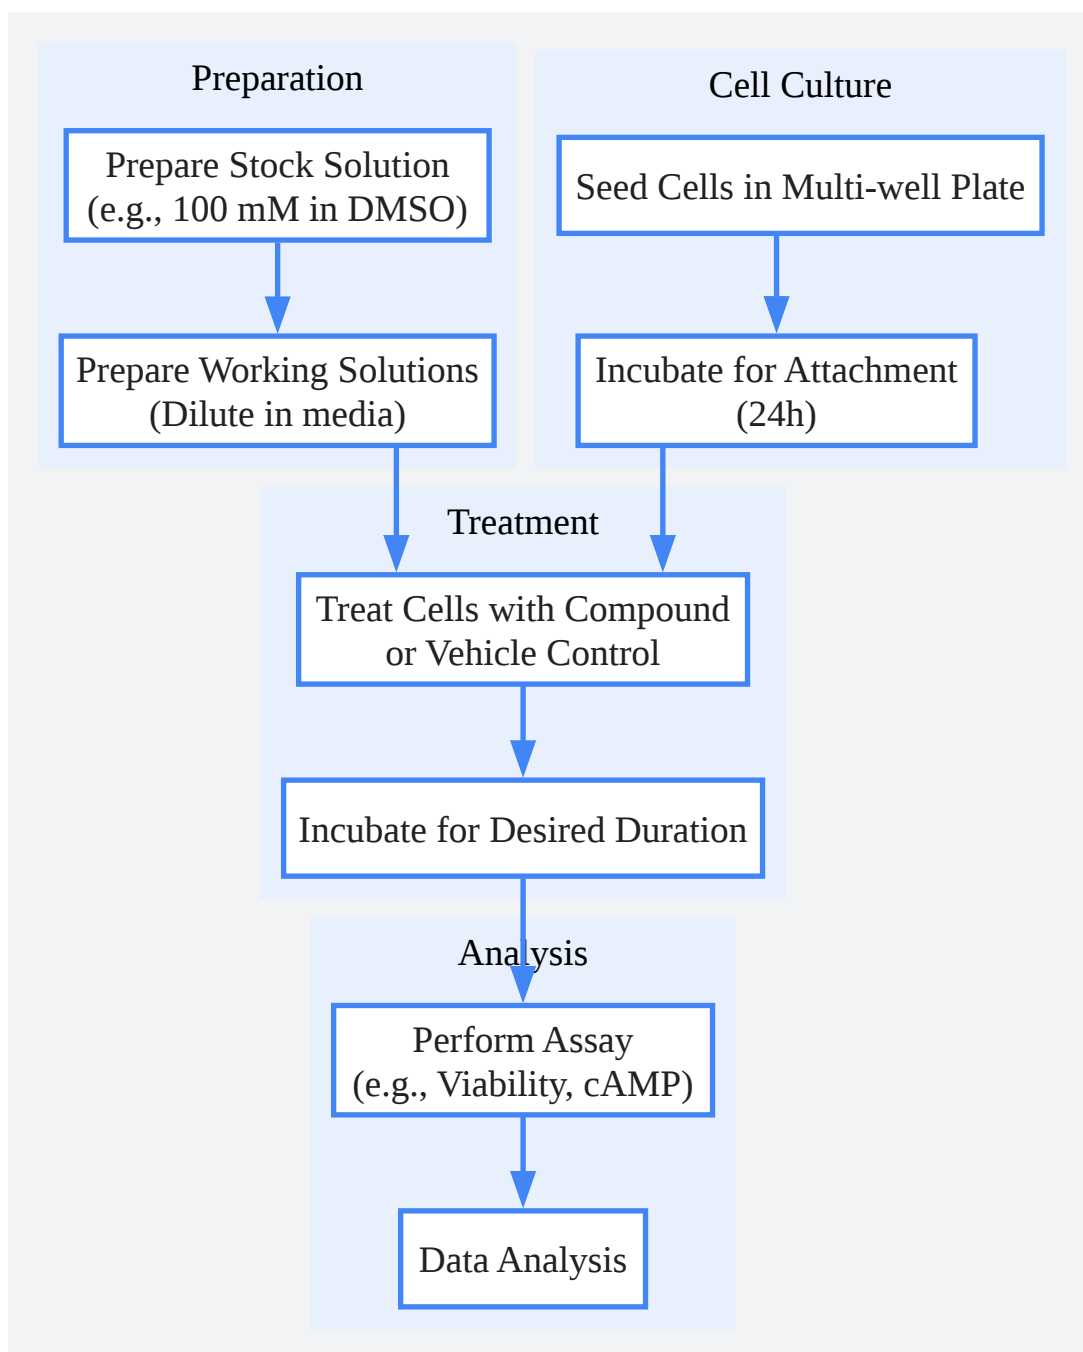 Preparation
Prepare Stock Solution
(e.g., 100 mM in DMSO)
Prepare Working Solutions
(Dilute in media)
Cell Culture
Seed Cells in Multi-well Plate
Incubate for Attachment
(24h)
Treatment
Treat Cells with Compound
or Vehicle Control
Incubate for Desired Duration
Analysis
Perform Assay
(e.g., Viability, cAMP)
Data Analysis